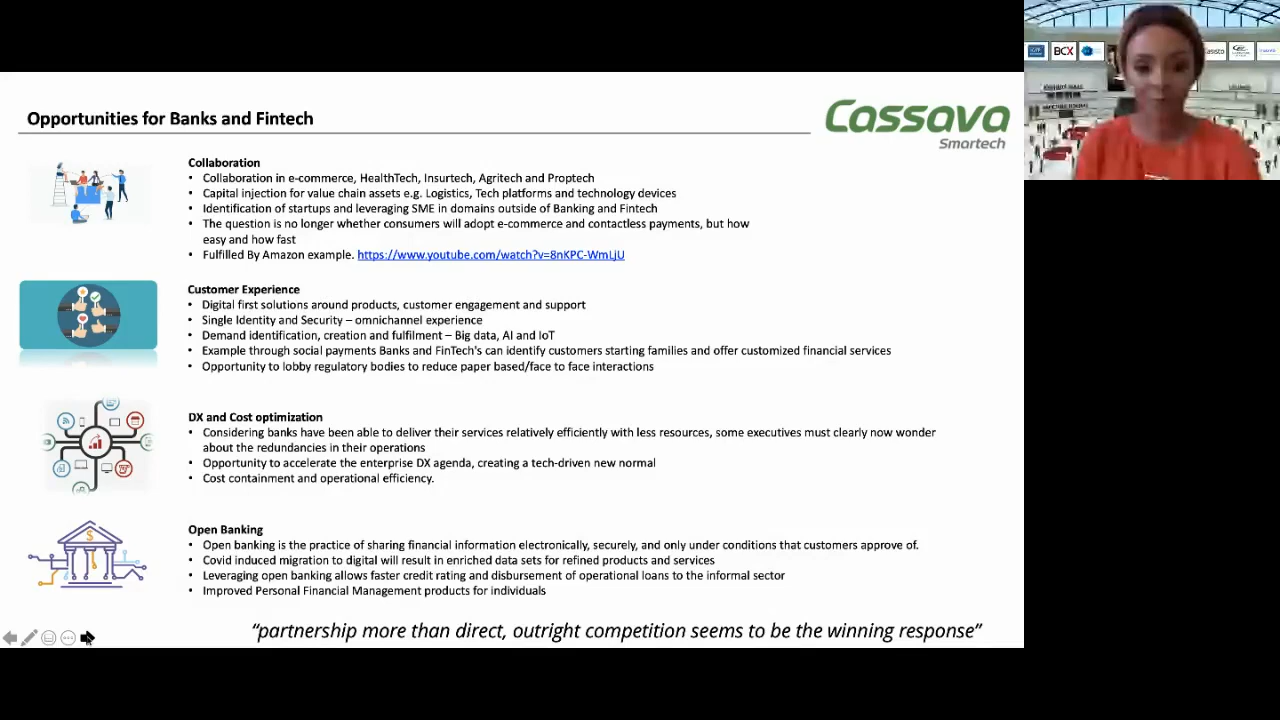 Opportunities for Banks and Fintech
Cassava
Smartech
BCX
Collaboration
• Collaboration in e-commerce, HealthTech, Insurtech, Agritech and Proptech
• Capital injection for value chain assets e.g. Logistics, Tech platforms and technology devices
• Identification of startups and leveraging SME in domains outside of Banking and Fintech
• The question is no longer whether consumers will adopt e-commerce and contactless payments, but how
easy and how fast
• Fulfilled By Amazon example. https://www.youtube.com/watch?v=8nKPC-WmLjU
Customer Experience
• Digital first solutions around products, customer engagement and support
• Single Identity and Security – omnichannel experience
• Demand identification, creation and fulfilment – Big data, AI and IoT
• Example through social payments Banks and FinTech's can identify customers starting families and offer customized financial services
• Opportunity to lobby regulatory bodies to reduce paper based/face to face interactions
DX and Cost optimization
• Considering banks have been able to deliver their services relatively efficiently with less resources, some executives must clearly now wonder
about the redundancies in their operations
• Opportunity to accelerate the enterprise DX agenda, creating a tech-driven new normal
• Cost containment and operational efficiency.
Open Banking
• Open banking is the practice of sharing financial information electronically, securely, and only under conditions that customers approve of.
• Covid induced migration to digital will result in enriched data sets for refined products and services
• Leveraging open banking allows faster credit rating and disbursement of operational loans to the informal sector
• Improved Personal Financial Management products for individuals
“partnership more than direct, outright competition seems to be the winning response”